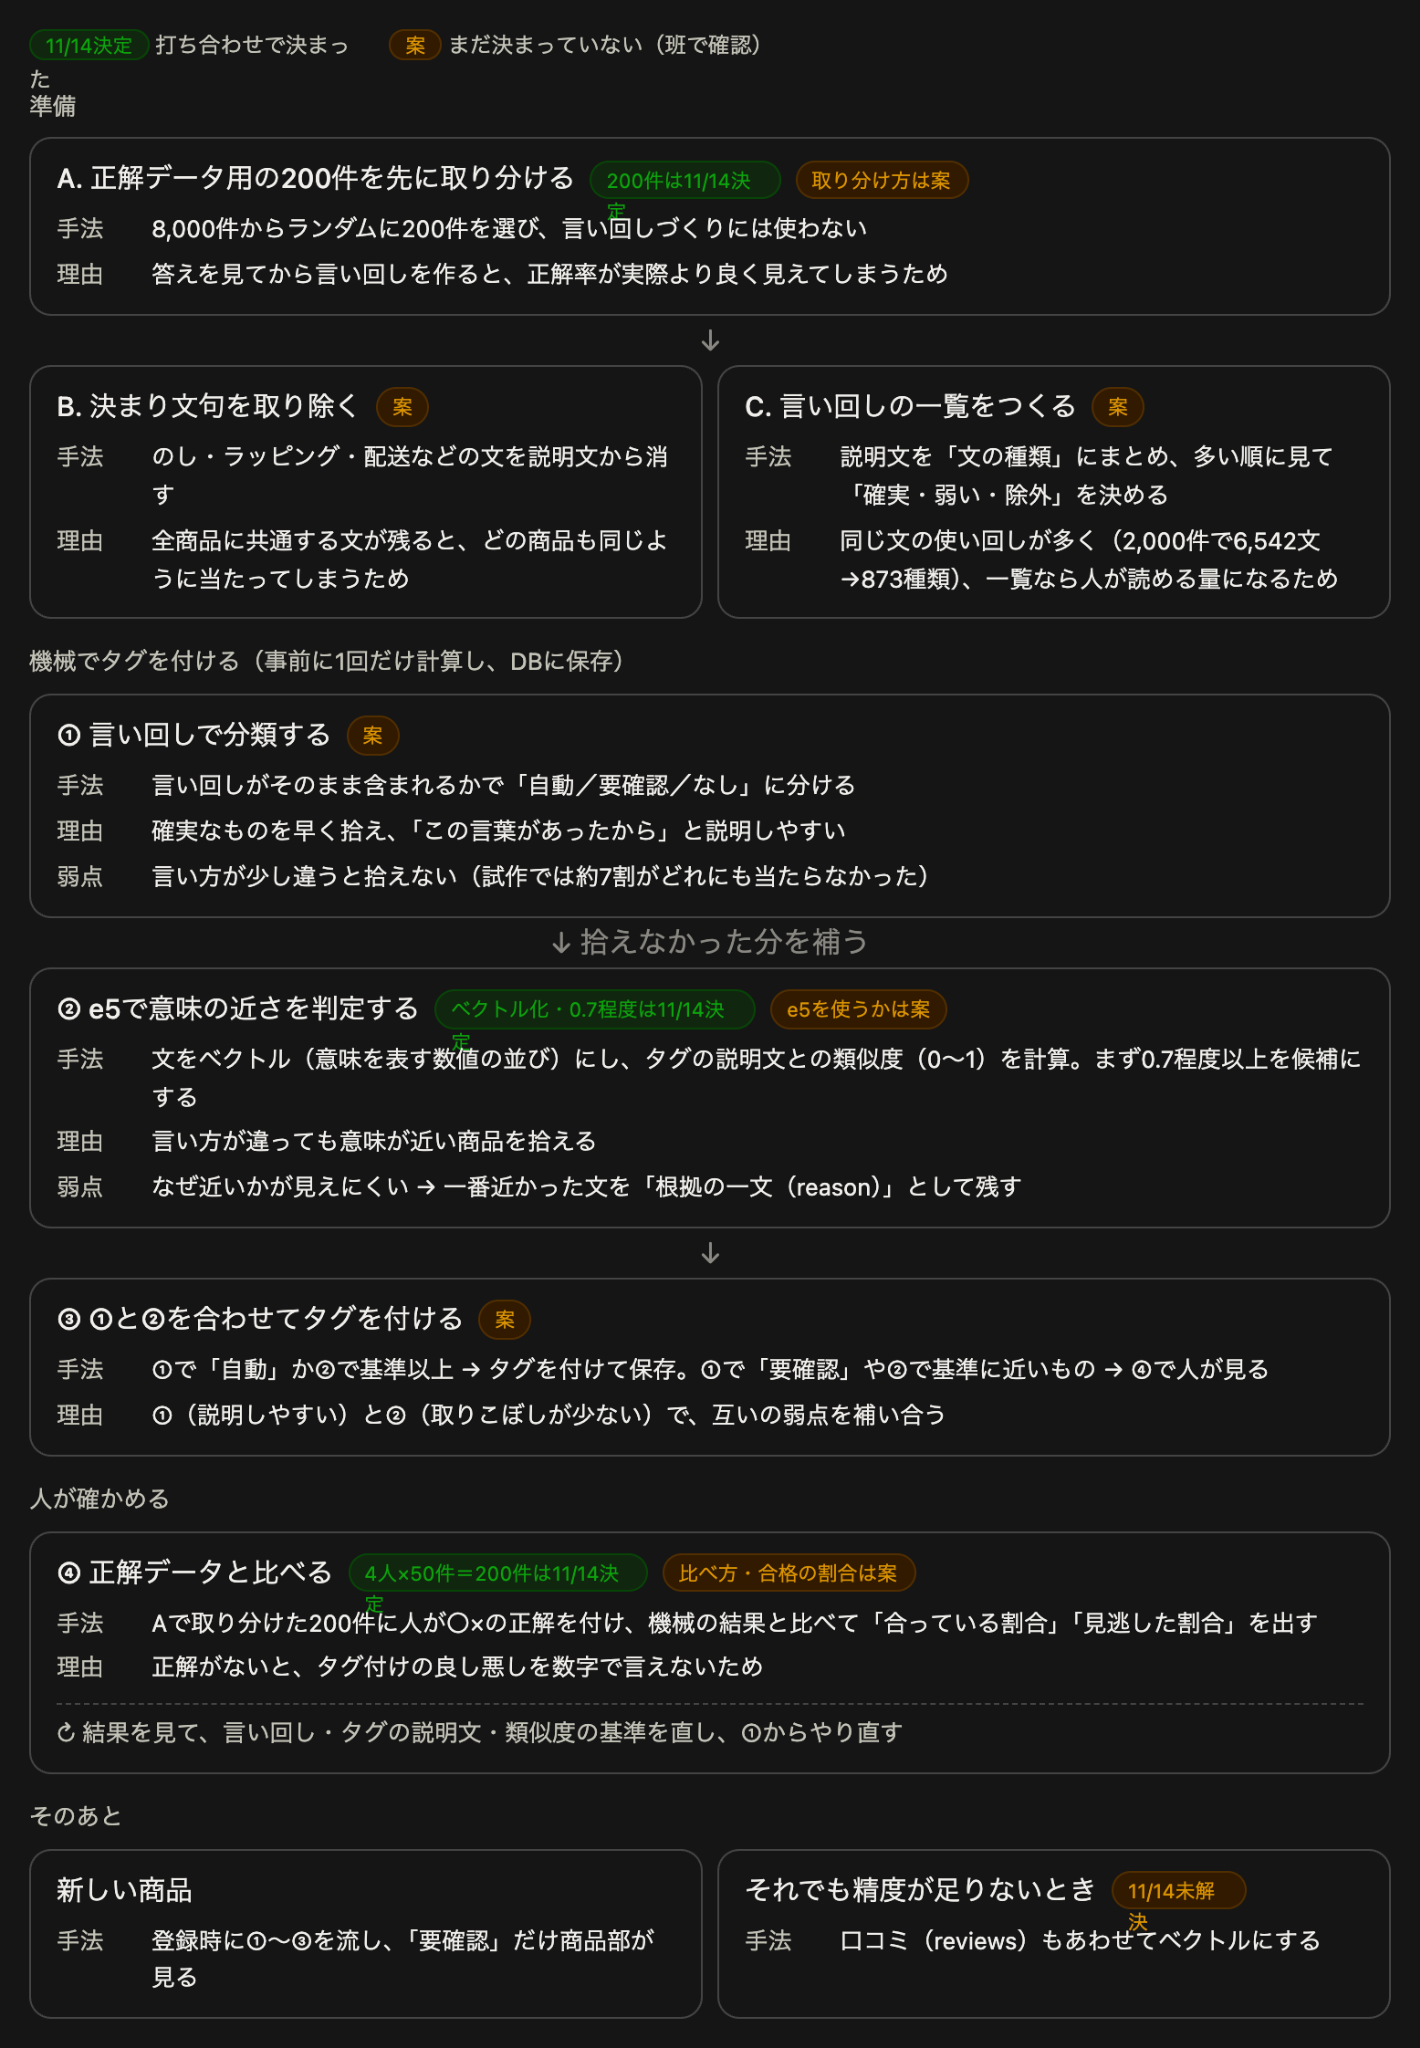 11/14決定 打ち合わせで決まっ
た
案 まだ決まっていない（班で確認）
準備
A. 正解データ用の200件を先に取り分ける 200件は11/14決
定
取り分け方は案
手法 8,000件からランダムに200件を選び、言い回しづくりには使わない
理由 答えを見てから言い回しを作ると、正解率が実際より良く見えてしまうため
↓
B. 決まり文句を取り除く 案
手法 のし・ラッピング・配送などの文を説明文から消
す
理由 全商品に共通する文が残ると、どの商品も同じよ
うに当たってしまうため
C. 言い回しの一覧をつくる 案
手法 説明文を「文の種類」にまとめ、多い順に見て
「確実・弱い・除外」を決める
理由 同じ文の使い回しが多く（2,000件で6,542文
→873種類）、一覧なら人が読める量になるため
機械でタグを付ける（事前に1回だけ計算し、DBに保存）
① 言い回しで分類する 案
手法 言い回しがそのまま含まれるかで「自動／要確認／なし」に分ける
理由 確実なものを早く拾え、「この言葉があったから」と説明しやすい
弱点 言い方が少し違うと拾えない（試作では約7割がどれにも当たらなかった）
↓ 拾えなかった分を補う
② e5で意味の近さを判定する ベクトル化・0.7程度は11/14決
定
e5を使うかは案
手法 文をベクトル（意味を表す数値の並び）にし、タグの説明文との類似度（0〜1）を計算。まず0.7程度以上を候補に
する
理由 言い方が違っても意味が近い商品を拾える
弱点 なぜ近いかが見えにくい → 一番近かった文を「根拠の一文（reason）」として残す
↓
③ ①と②を合わせてタグを付ける 案
手法 ①で「自動」か②で基準以上 → タグを付けて保存。①で「要確認」や②で基準に近いもの → ④で人が見る
理由 ①（説明しやすい）と②（取りこぼしが少ない）で、互いの弱点を補い合う
人が確かめる
④ 正解データと比べる 4人×50件＝200件は11/14決
定
比べ方・合格の割合は案
手法 Aで取り分けた200件に人が〇×の正解を付け、機械の結果と比べて「合っている割合」「見逃した割合」を出す
理由 正解がないと、タグ付けの良し悪しを数字で言えないため
↻ 結果を見て、言い回し・タグの説明文・類似度の基準を直し、①からやり直す
そのあと
新しい商品
手法 登録時に①〜③を流し、「要確認」だけ商品部が
見る
それでも精度が足りないとき 11/14未解
決
手法 口コミ（reviews）もあわせてベクトルにする